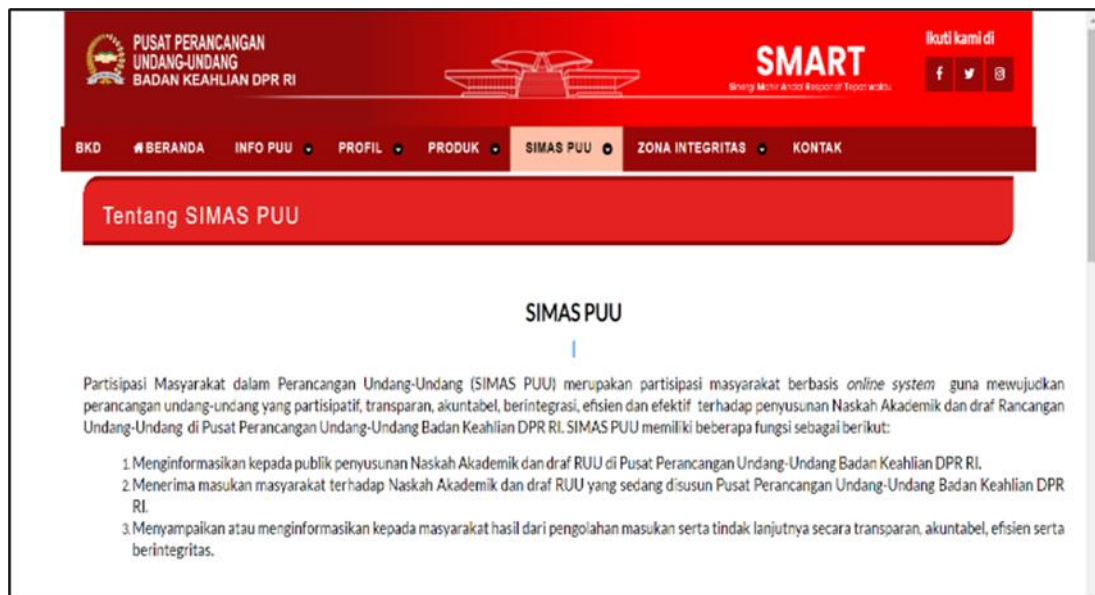 PUSAT PERANCANGAN
UNDANG-UNDANG
BADAN KEAHLIAN DPR RI
SMART
Sinergi Mahir Andal Responsif Tepat waktu
Ikuti kami di
BKD
BERANDA
INFO PUU
PROFIL
PRODUK
SIMAS PUU
ZONA INTEGRITAS
KONTAK
Tentang SIMAS PUU
SIMAS PUU
Partisipasi Masyarakat dalam Perancangan Undang-Undang (SIMAS PUU) merupakan partisipasi masyarakat berbasis online system guna mewujudkan
perancangan undang-undang yang partisipatif, transparan, akuntabel, berintegrasi, efisien dan efektif terhadap penyusunan Naskah Akademik dan draf Rancangan
Undang-Undang di Pusat Perancangan Undang-Undang Badan Keahlian DPR RI. SIMAS PUU memiliki beberapa fungsi sebagai berikut:
1. Menginformasikan kepada publik penyusunan Naskah Akademik dan draf RUU di Pusat Perancangan Undang-Undang Badan Keahlian DPR RI.
2. Menerima masukan masyarakat terhadap Naskah Akademik dan draf RUU yang sedang disusun Pusat Perancangan Undang-Undang Badan Keahlian DPR
RI.
3. Menyampaikan atau menginformasikan kepada masyarakat hasil dari pengolahan masukan serta tindak lanjutnya secara transparan, akuntabel, efisien serta
berintegritas.